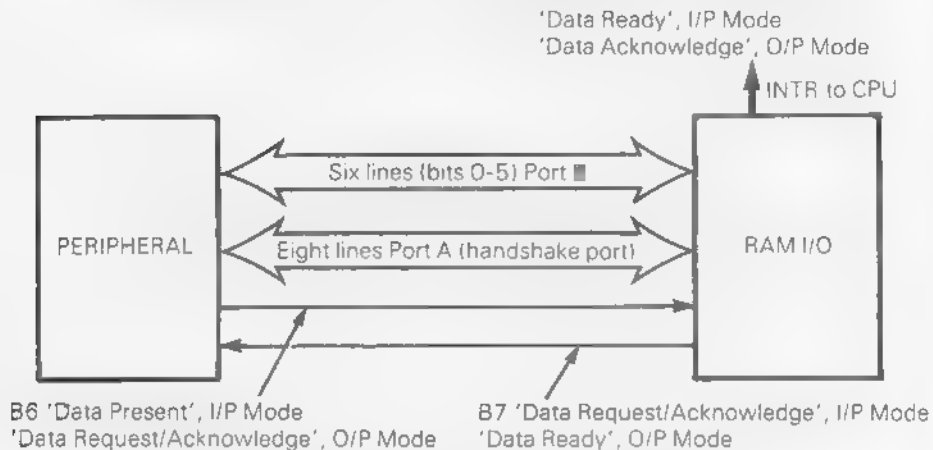 'Data Ready', I/P Mode
'Data Acknowledge', O/P Mode
INTR to CPU
Six lines (bits 0-5) Port
PERIPHERAL
Eight lines Port A (handshake port)
RAM I/O
B6 'Data Present', I/P Mode
'Data Request/Acknowledge', O/P Mode
B7 'Data Request/Acknowledge', I/P Mode
'Data Ready', O/P Mode